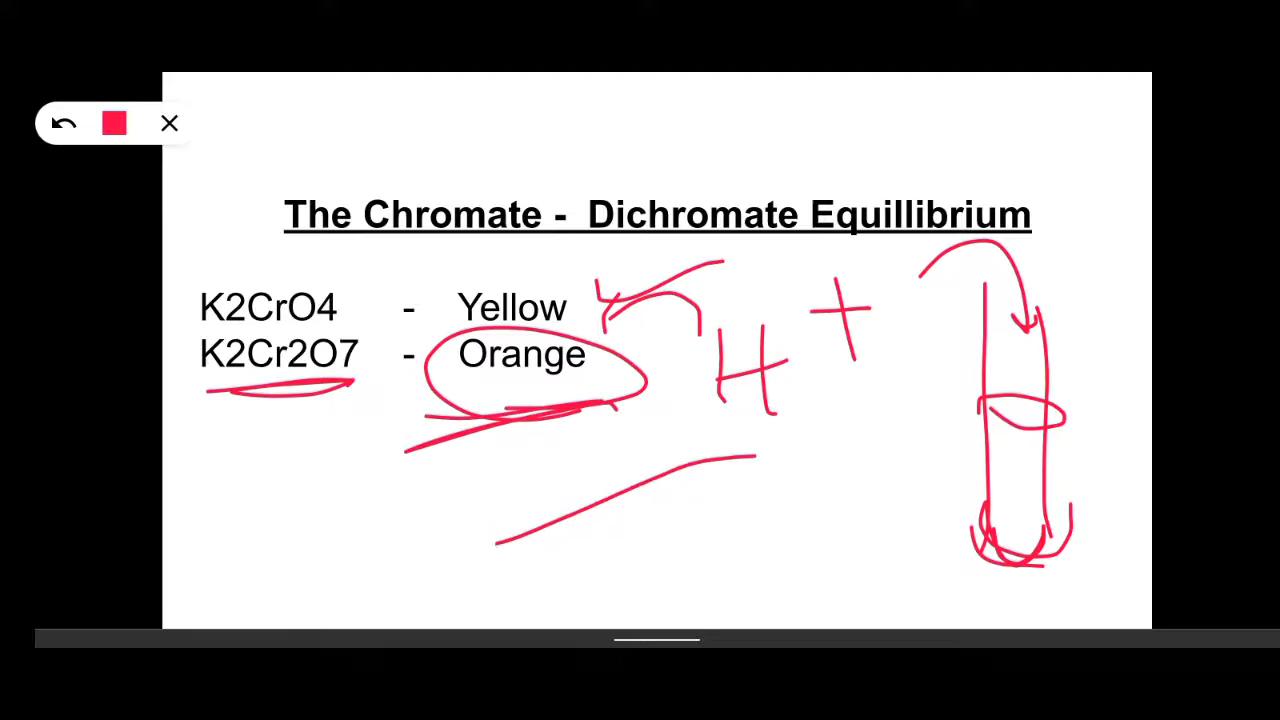 The Chromate - Dichromate Equillibrium
K2CrO4 - Yellow
K2Cr2O7 - Orange
H +